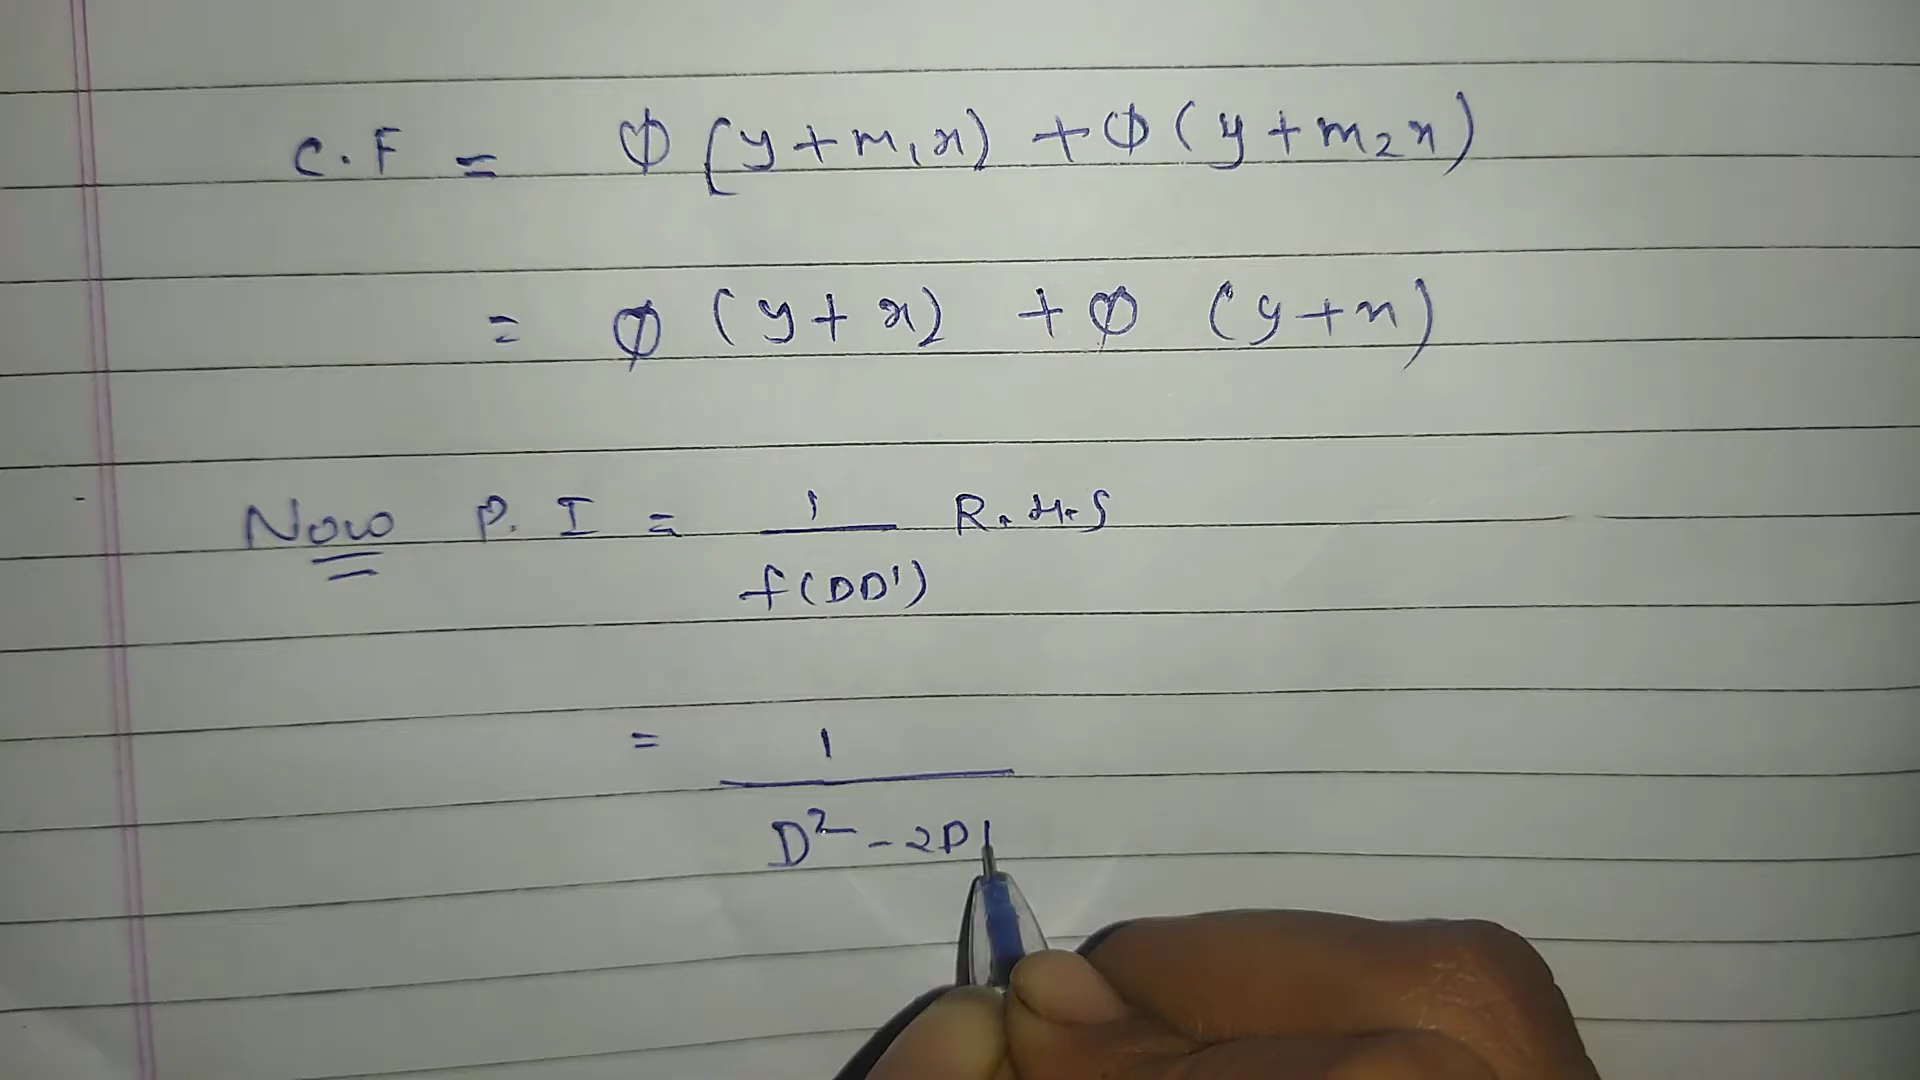 C.F = Φ (y+m₁x) + Φ (y+m₂x)
= Φ (y+x) + Φ (y+x)
Now P.I = 1 R.H.S
f(DD')
= 1
D² - 2D